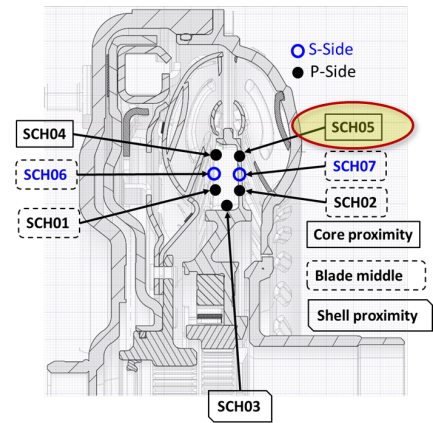 S-Side
P-Side
SCH04
SCH05
SCH06
SCH07
SCH01
SCH02
Core proximity
Blade middle
Shell proximity
SCH03